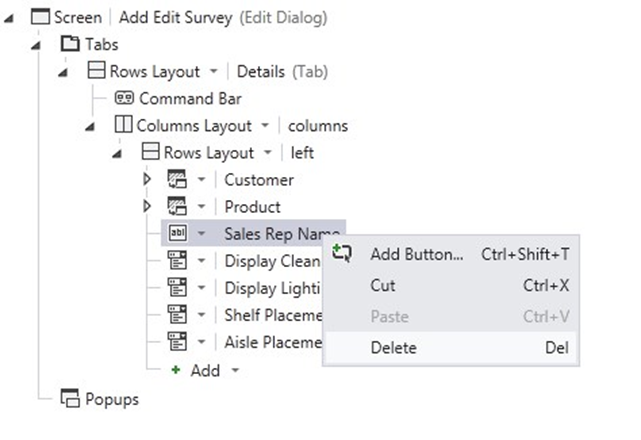 Screen | Add Edit Survey (Edit Dialog)
Tabs
Rows Layout | Details (Tab)
Command Bar
Columns Layout | columns
Rows Layout | left
Customer
Product
abl Sales Rep Name
Add Button... Ctrl+Shift+T
Display Clean
Cut Ctrl+X
Display Lighti
Shelf Placeme
Paste Ctrl+V
Aisle Placeme
Delete Del
+ Add
Popups